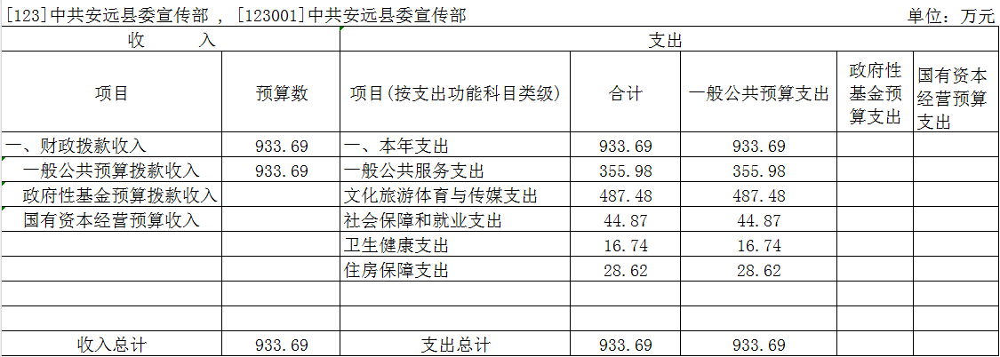 [123]中共安远县委宣传部 , [123001]中共安远县委宣传部 单位：万元
收 入 支出
项目 预算数 项目(按支出功能科目类级) 合计 一般公共预算支出 政府性基金预算支出 国有资本经营预算支出
一、财政拨款收入 933.69 一、本年支出 933.69 933.69
一般公共预算拨款收入 933.69 一般公共服务支出 355.98 355.98
政府性基金预算拨款收入 文化旅游体育与传媒支出 487.48 487.48
国有资本经营预算收入 社会保障和就业支出 44.87 44.87
卫生健康支出 16.74 16.74
住房保障支出 28.62 28.62
收入总计 933.69 支出总计 933.69 933.69